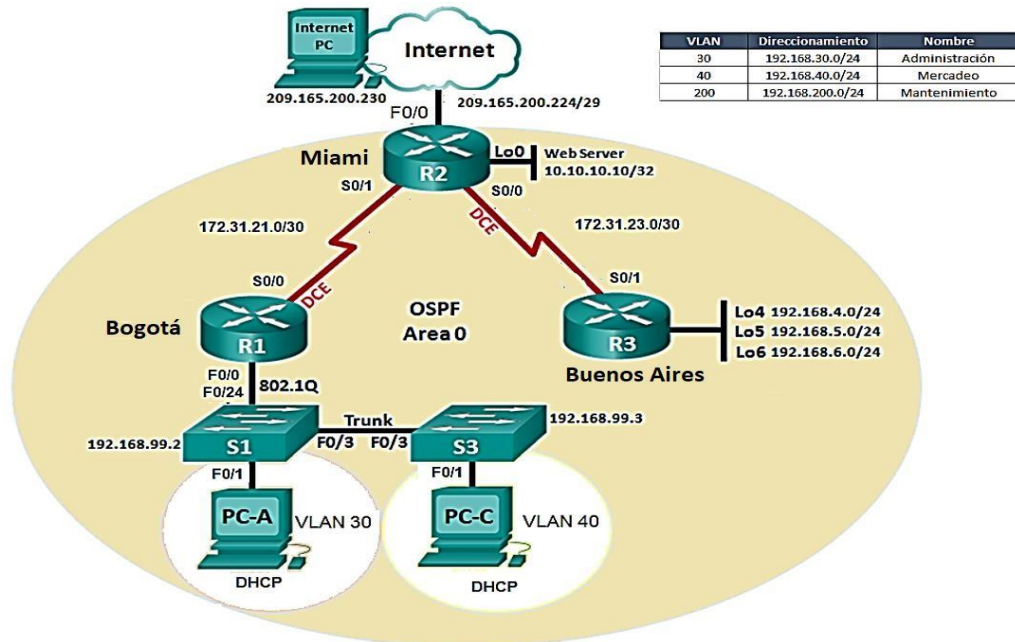 Internet
PC
Internet
VLAN Direccionamiento Nombre
30 192.168.30.0/24 Administración
40 192.168.40.0/24 Mercadeo
200 192.168.200.0/24 Mantenimiento
209.165.200.230
209.165.200.224/29
F0/0
Miami
R2
Lo0
Web Server
10.10.10.10/32
S0/1
S0/0
DCE
172.31.21.0/30
172.31.23.0/30
S0/0
DCE
S0/1
OSPF
Area 0
Bogotá
R1
R3
Buenos Aires
Lo4 192.168.4.0/24
Lo5 192.168.5.0/24
Lo6 192.168.6.0/24
F0/0
F0/24
802.1Q
Trunk
192.168.99.2
S1
F0/3
F0/3
S3
192.168.99.3
F0/1
F0/1
PC-A
VLAN 30
PC-C
VLAN 40
DHCP
DHCP